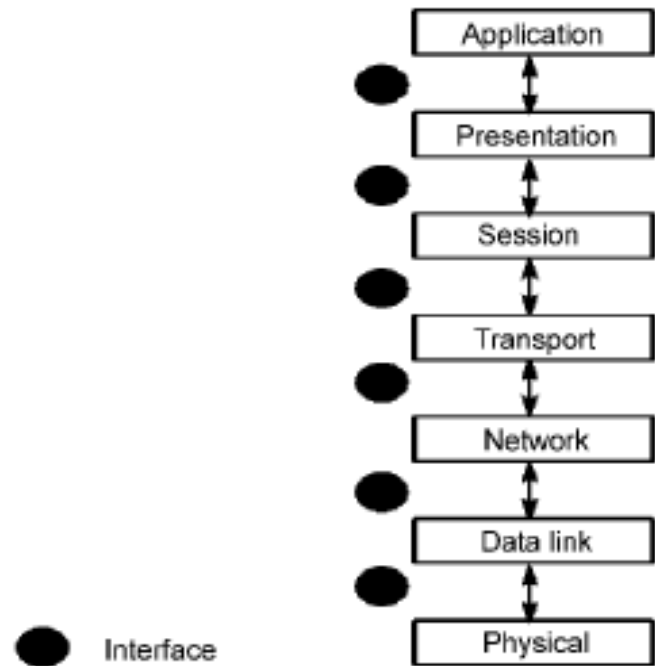 Application
Presentation
Session
Transport
Network
Data link
Physical
Interface